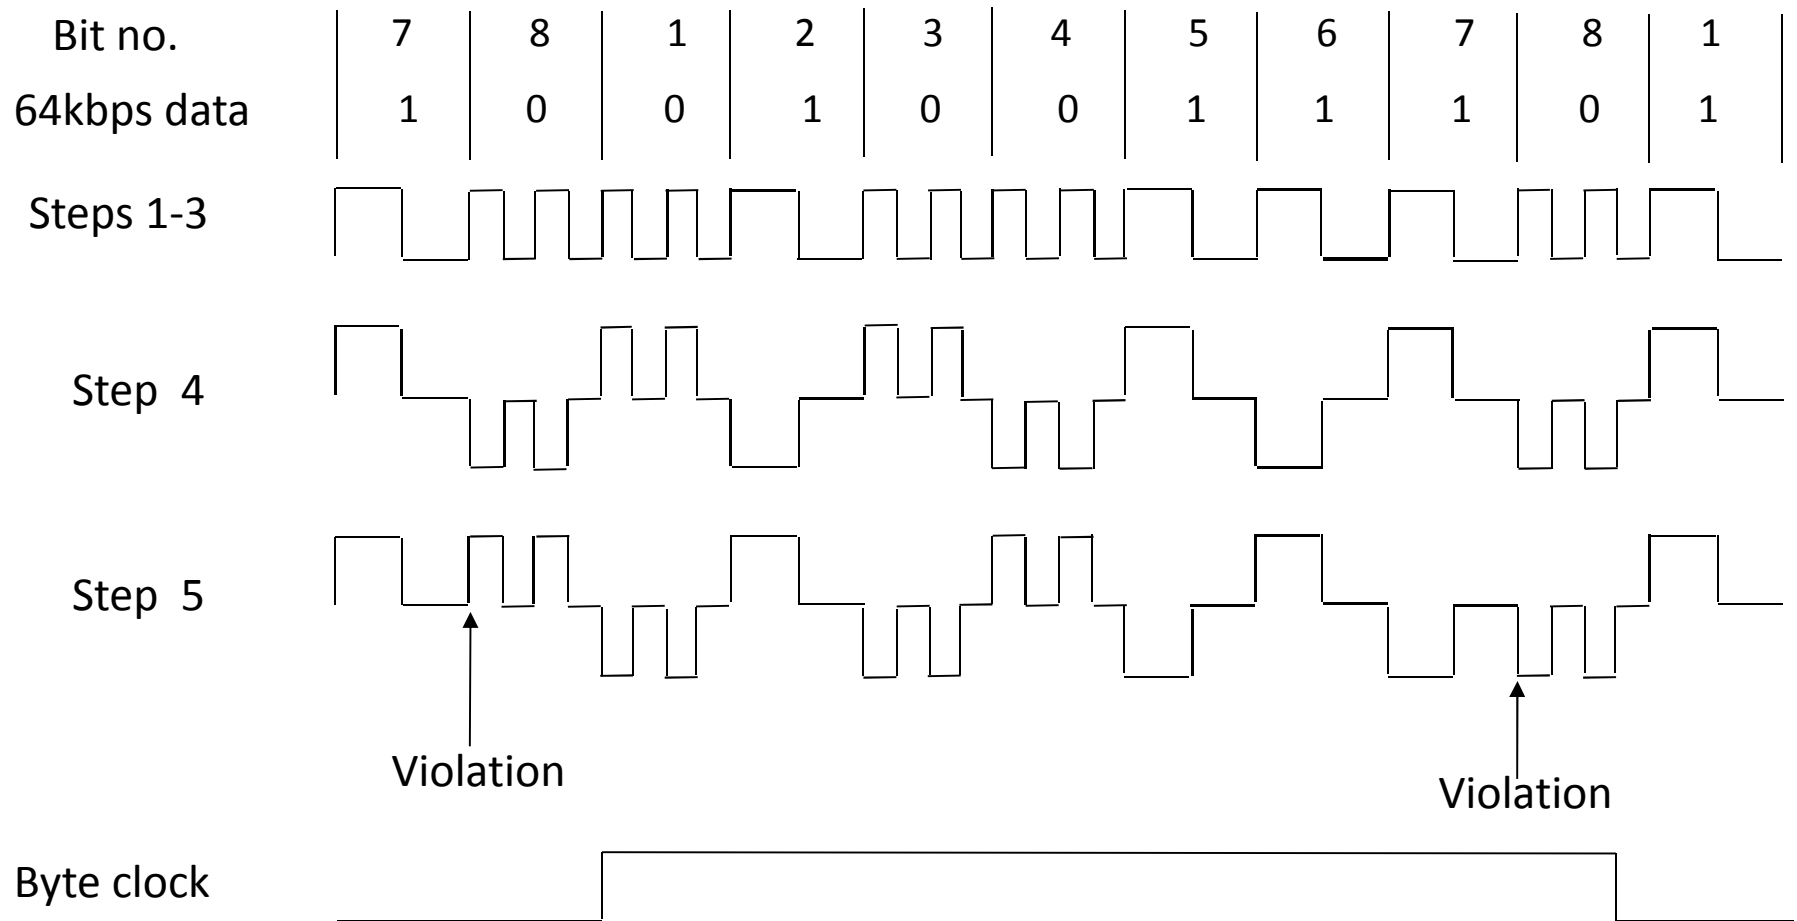 Bit no. 7 8 1 2 3 4 5 6 7 8 1
64kbps data 1 0 0 1 0 0 1 1 1 0 1
Steps 1-3
Step 4
Step 5
Violation
Violation
Byte clock